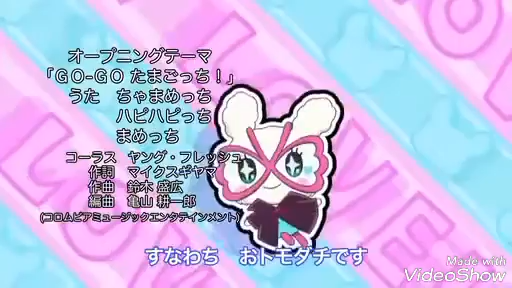 オープニングテーマ
「GO-GO たまごっち！」
うた　ちゃまめっち
ハピハピっち
まめっち
コーラス　ヤング・フレッシュ
作詞　マイクスギヤマ
作曲　鈴木 盛広
編曲　亀山 耕一郎
(コロムビアミュージックエンタテインメント)
すなわち　おトモダチです
LOVE
Made with
VideoShow